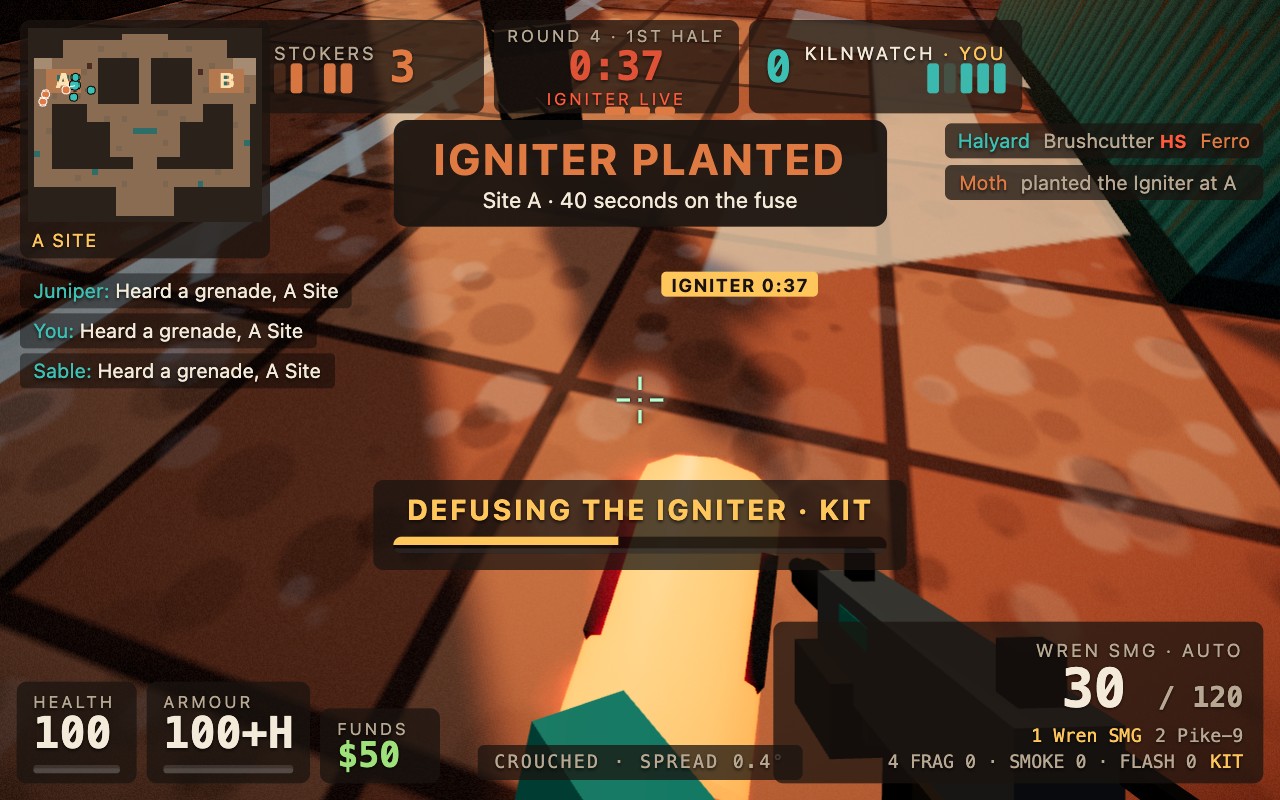 A
B
A SITE
STOKERS
3
ROUND 4 · 1ST HALF
0:37
IGNITER LIVE
0
KILNWATCH · YOU
Halyard Brushcutter HS Ferro
Moth planted the Igniter at A
IGNITER PLANTED
Site A · 40 seconds on the fuse
Juniper: Heard a grenade, A Site
You: Heard a grenade, A Site
Sable: Heard a grenade, A Site
IGNITER 0:37
DEFUSING THE IGNITER · KIT
HEALTH
100
ARMOUR
100+H
FUNDS
$50
CROUCHED · SPREAD 0.4°
WREN SMG · AUTO
30 / 120
1 Wren SMG 2 Pike-9
4 FRAG 0 · SMOKE 0 · FLASH 0 KIT